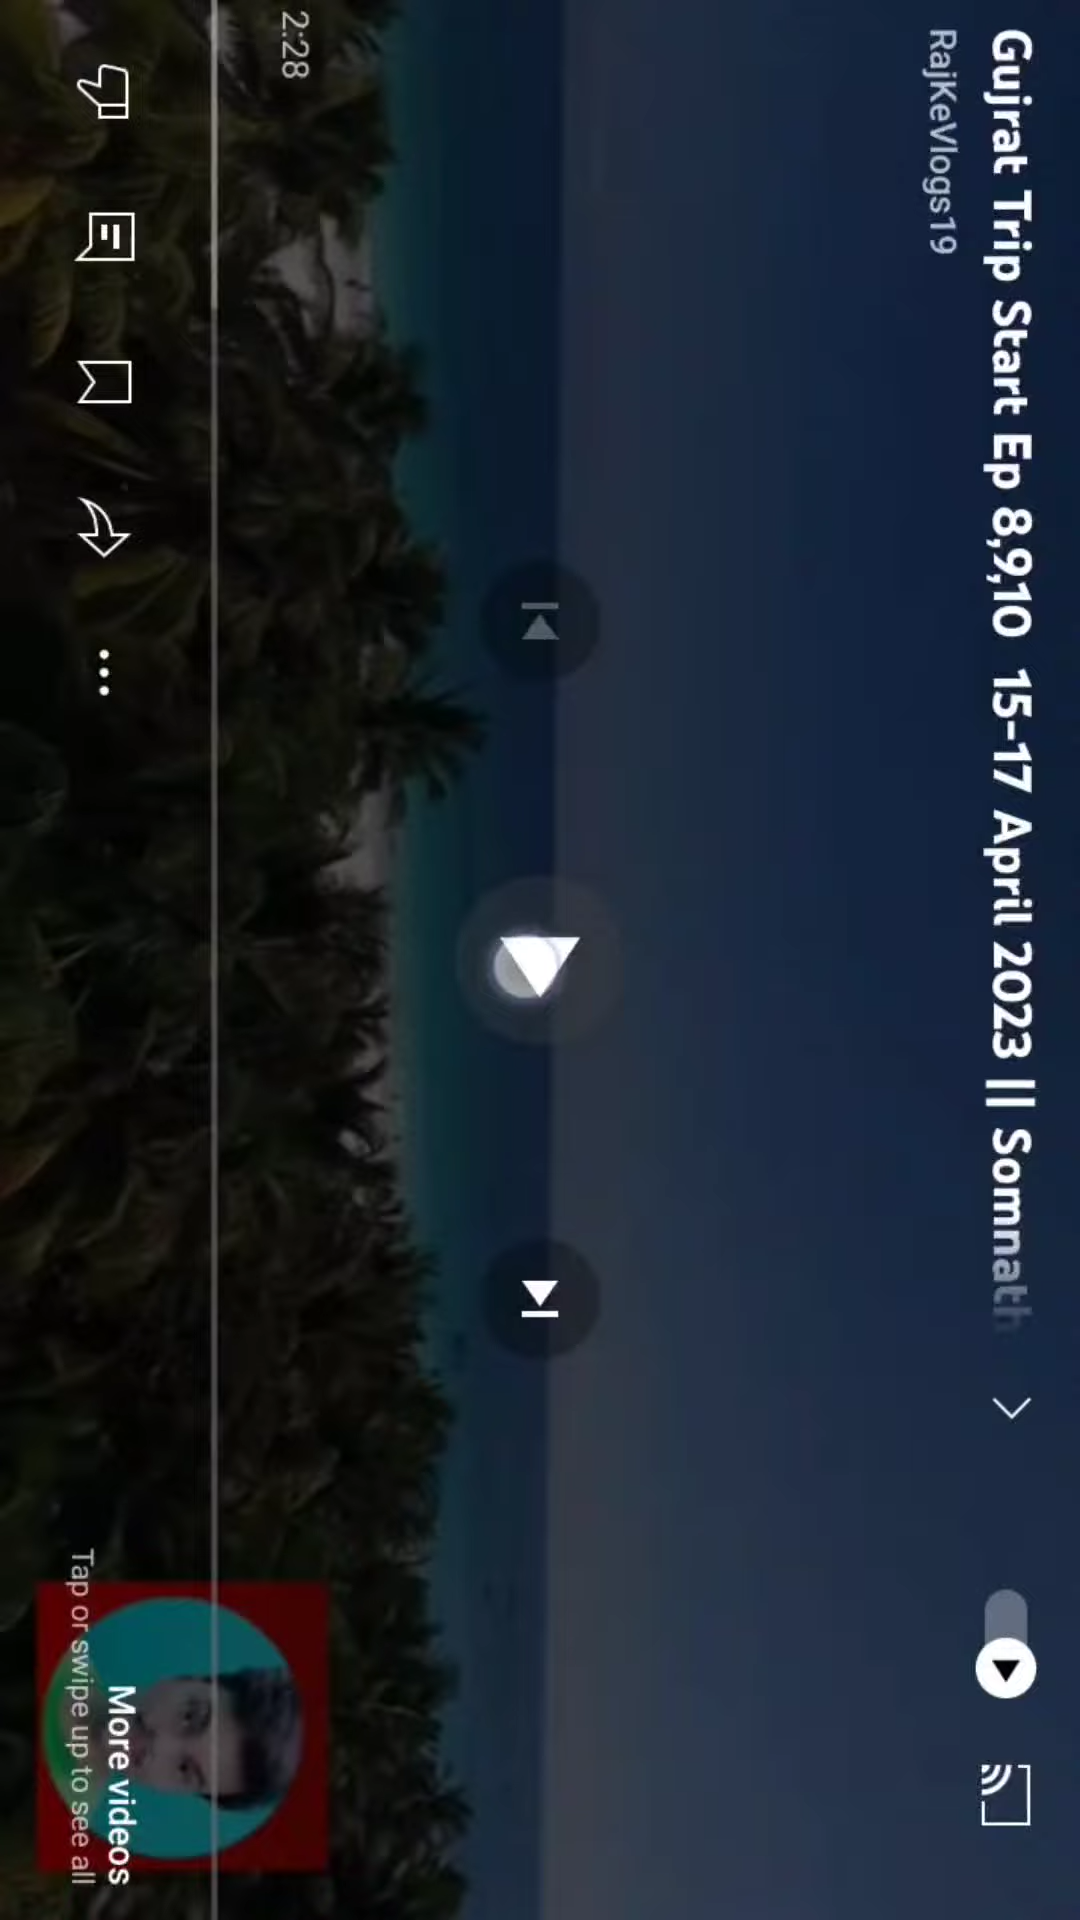 Gujrat Trip Start Ep 8,9,10 15-17 April 2023 || Somnath
RajKeVlogs19
2:28
More videos
Tap or swipe up to see all